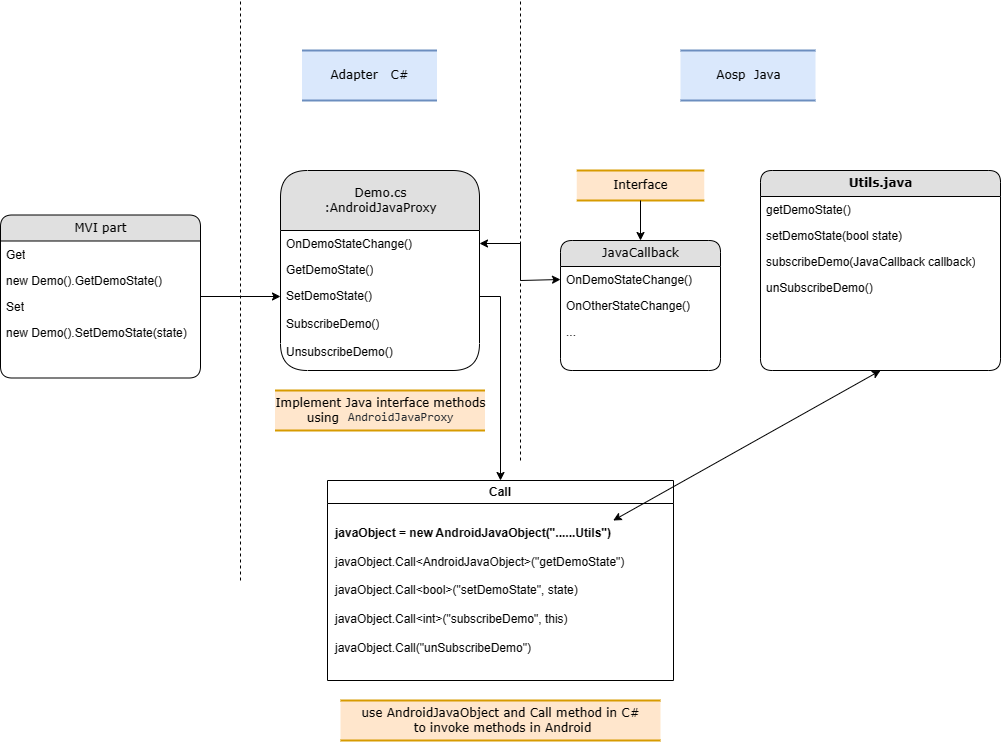 Adapter C#
Aosp Java
MVI part
Get
new Demo().GetDemoState()
Set
new Demo().SetDemoState(state)
Demo.cs
:AndroidJavaProxy
OnDemoStateChange()
GetDemoState()
SetDemoState()
SubscribeDemo()
UnsubscribeDemo()
Implement Java interface methods
using AndroidJavaProxy
Interface
JavaCallback
OnDemoStateChange()
OnOtherStateChange()
...
Utils.java
getDemoState()
setDemoState(bool state)
subscribeDemo(JavaCallback callback)
unSubscribeDemo()
Call
javaObject = new AndroidJavaObject("......Utils")
javaObject.Call<AndroidJavaObject>("getDemoState")
javaObject.Call<bool>("setDemoState", state)
javaObject.Call<int>("subscribeDemo", this)
javaObject.Call("unSubscribeDemo")
use AndroidJavaObject and Call method in C#
to invoke methods in Android